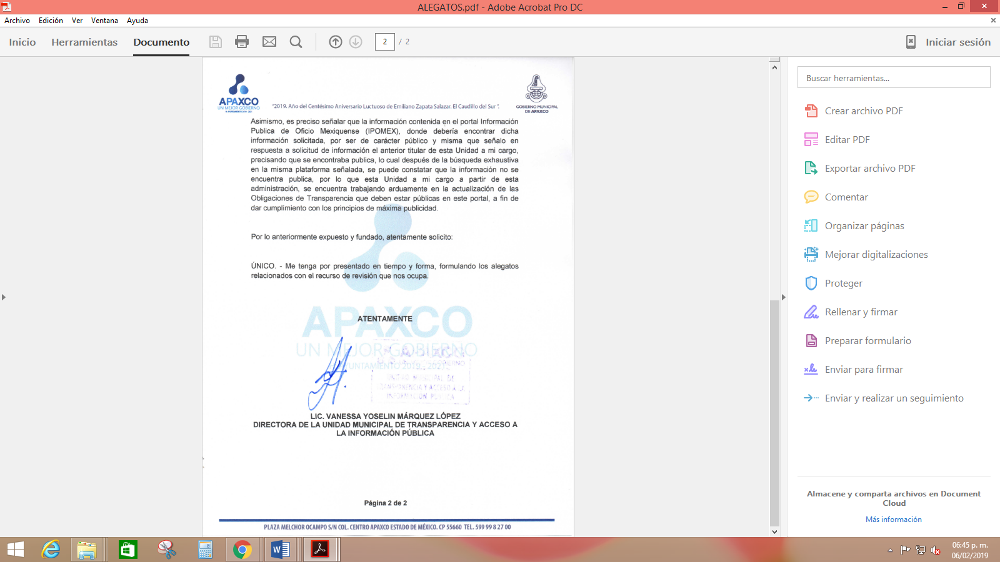 ALEGATOS.pdf - Adobe Acrobat Pro DC
Archivo Edición Ver Ventana Ayuda
Inicio Herramientas Documento 2 / 2 Iniciar sesión
APAXCO
UN MEJOR GOBIERNO
"2019. Año del Centésimo Aniversario Luctuoso de Emiliano Zapata Salazar. El Caudillo del Sur".
GOBIERNO MUNICIPAL
DE APAXCO
Asimismo, es preciso señalar que la información contenida en el portal Información
Publica de Oficio Mexiquense (IPOMEX), donde debería encontrar dicha
información solicitada, por ser de carácter público y misma que señalo en
respuesta a solicitud de información el anterior titular de esta Unidad a mi cargo,
precisando que se encontraba publica, lo cual después de la búsqueda exhaustiva
en la misma plataforma señalada, se puede constatar que la información no se
encuentra publica, por lo que esta Unidad a mi cargo a partir de esta
administración, se encuentra trabajando arduamente en la actualización de las
Obligaciones de Transparencia que deben estar públicas en este portal, a fin de
dar cumplimiento con los principios de máxima publicidad.
Por lo anteriormente expuesto y fundado, atentamente solicito:
ÚNICO. - Me tenga por presentado en tiempo y forma, formulando los alegatos
relacionados con el recurso de revisión que nos ocupa.
APAXCO
ATENTAMENTE
UN MEJOR GOBIERNO
AYUNTAMIENTO 2019 - 2021
UNIDAD MUNICIPAL DE
TRANSPARENCIA Y ACCESO A LA
INFORMACIÓN PÚBLICA
LIC. VANESSA YOSELIN MÁRQUEZ LÓPEZ
DIRECTORA DE LA UNIDAD MUNICIPAL DE TRANSPARENCIA Y ACCESO A
LA INFORMACIÓN PÚBLICA
Página 2 de 2
PLAZA MELCHOR OCAMPO S/N COL. CENTRO APAXCO ESTADO DE MÉXICO. CP 55660 TEL. 599 99 8 27 00
Buscar herramientas...
Crear archivo PDF
Editar PDF
Exportar archivo PDF
Comentar
Organizar páginas
Mejorar digitalizaciones
Proteger
Rellenar y firmar
Preparar formulario
Enviar para firmar
Enviar y realizar un seguimiento
Almacene y comparta archivos en Document
Cloud
Más información
06:45 p. m.
06/02/2019